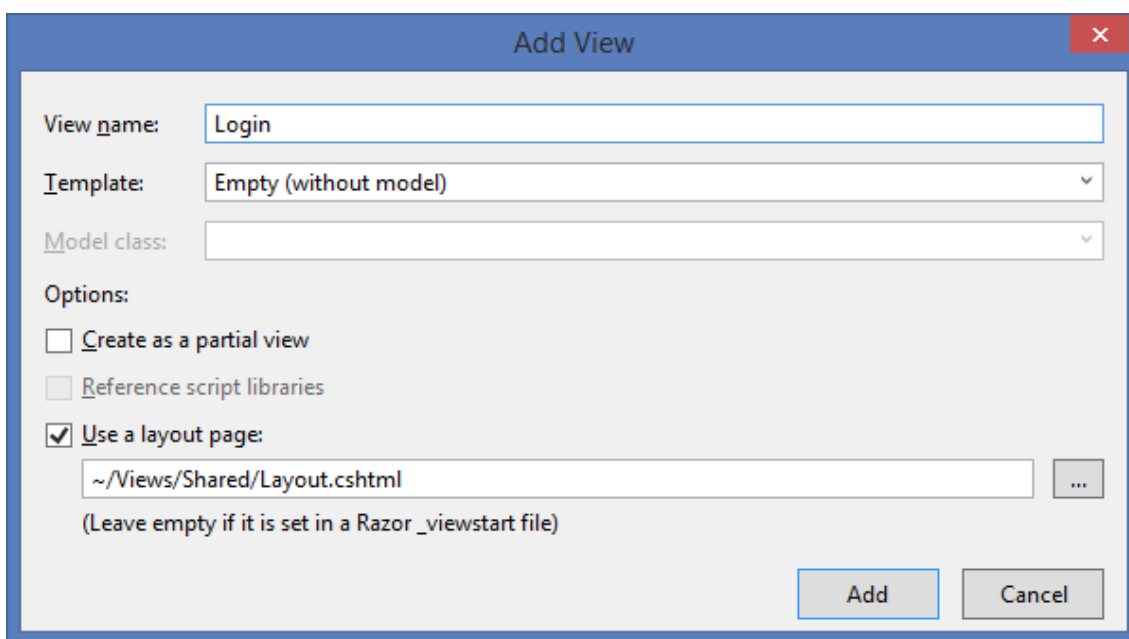 Add View
View name: Login
Template: Empty (without model)
Model class:
Options:
Create as a partial view
Reference script libraries
Use a layout page:
~/Views/Shared/Layout.cshtml ...
(Leave empty if it is set in a Razor _viewstart file)
Add Cancel